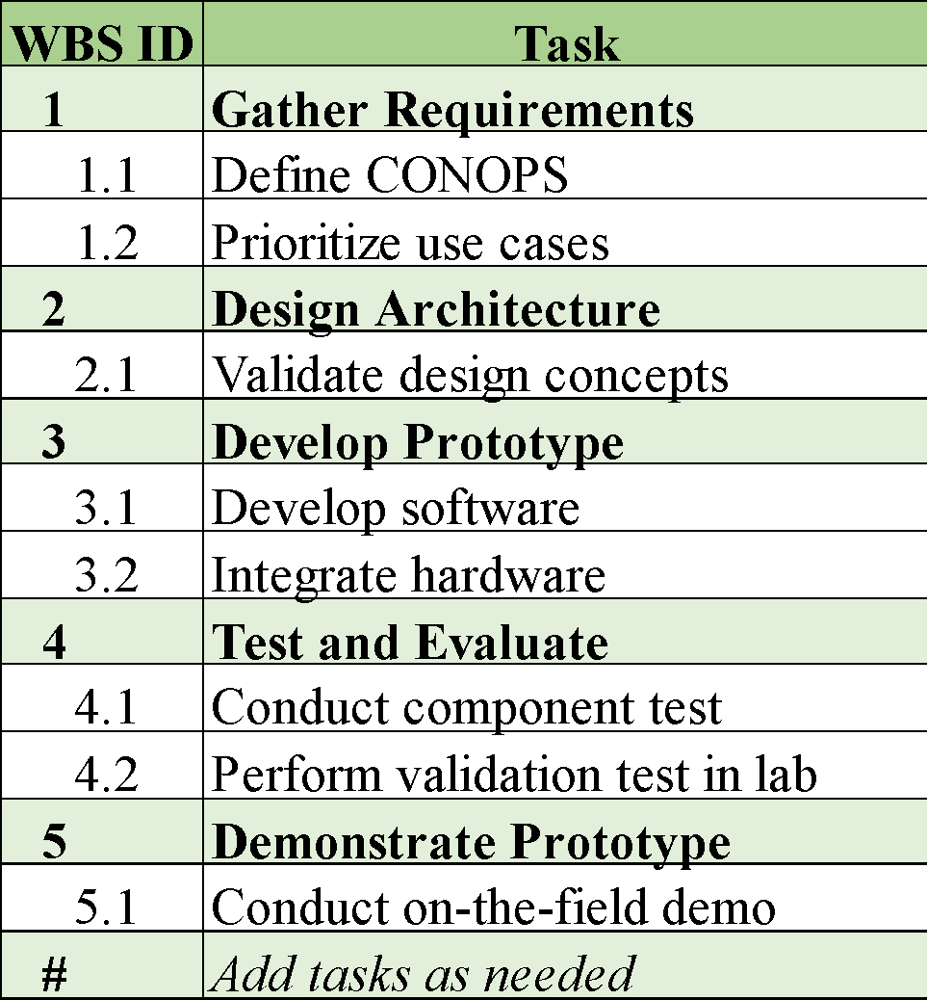 WBS ID Task
1 Gather Requirements
1.1 Define CONOPS
1.2 Prioritize use cases
2 Design Architecture
2.1 Validate design concepts
3 Develop Prototype
3.1 Develop software
3.2 Integrate hardware
4 Test and Evaluate
4.1 Conduct component test
4.2 Perform validation test in lab
5 Demonstrate Prototype
5.1 Conduct on-the-field demo
# Add tasks as needed